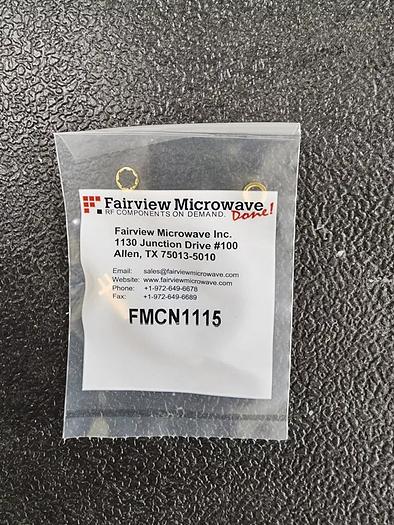 Fairview Microwave
RF COMPONENTS ON DEMAND. Done!
Fairview Microwave Inc.
1130 Junction Drive #100
Allen, TX 75013-5010
Email: sales@fairviewmicrowave.com
Website: www.fairviewmicrowave.com
Phone: +1-972-649-6678
Fax: +1-972-649-6689
FMCN1115